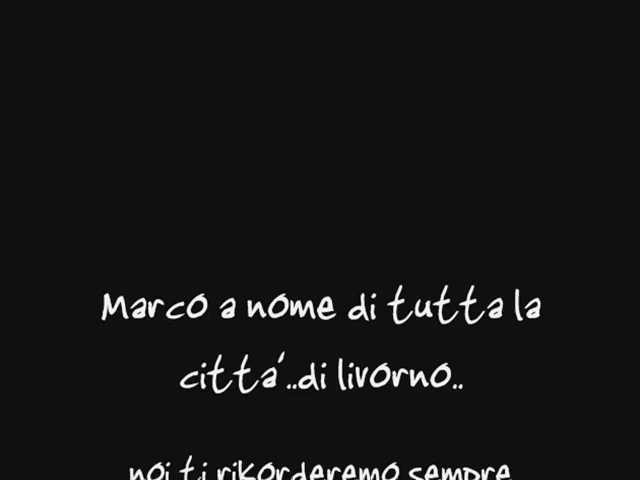 Marco a nome di tutta la
città..di livorno..
noi ti rikorderemo sempre